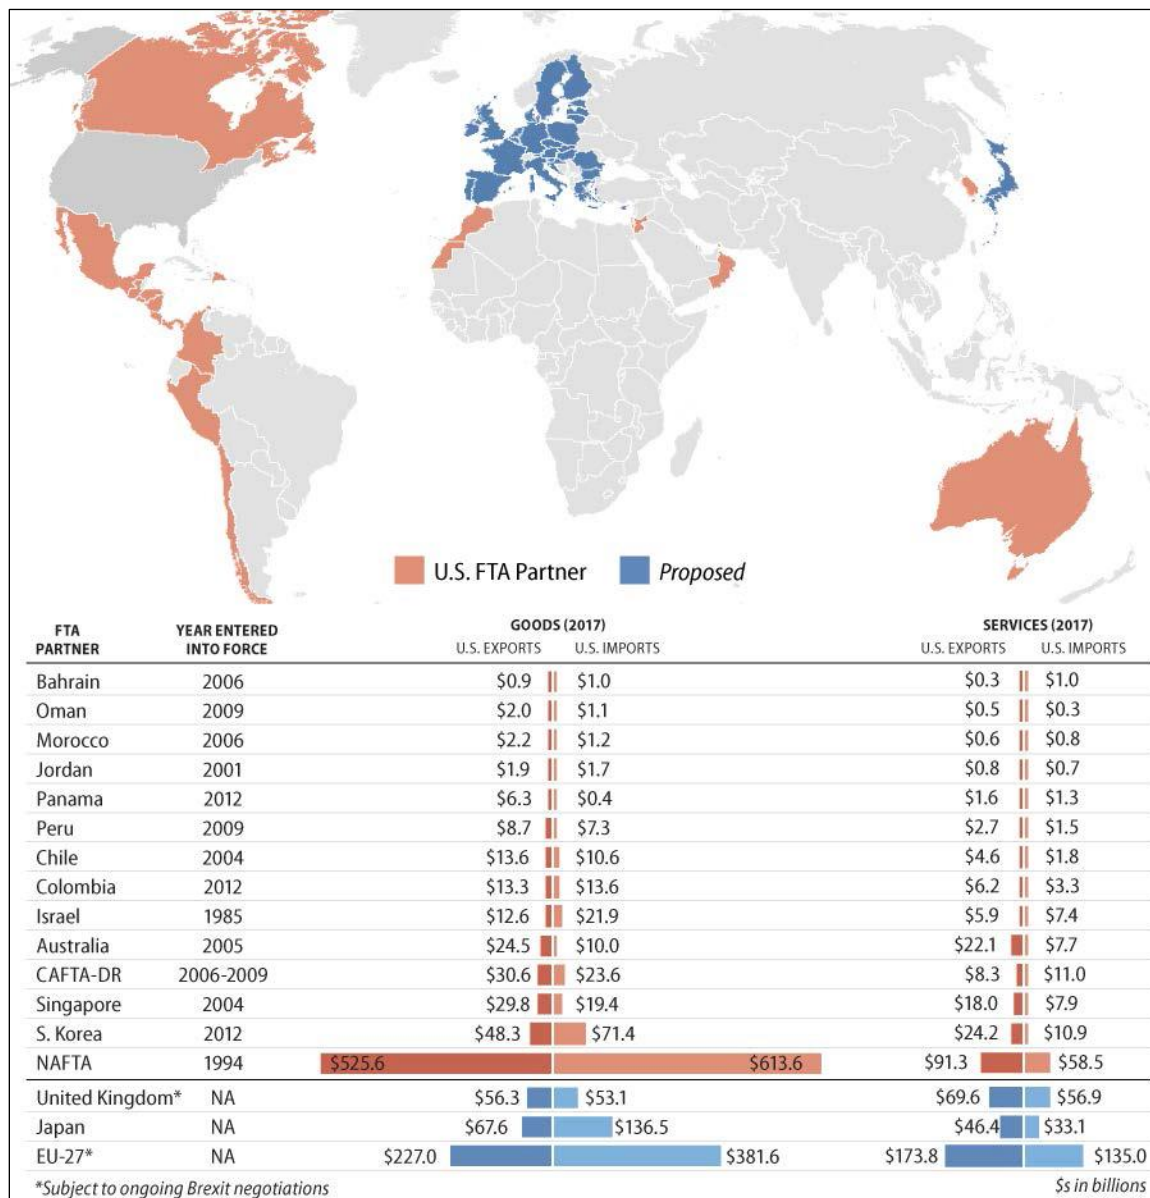 U.S. FTA Partner Proposed
FTA PARTNER YEAR ENTERED INTO FORCE GOODS (2017) U.S. EXPORTS U.S. IMPORTS SERVICES (2017) U.S. EXPORTS U.S. IMPORTS
Bahrain 2006 $0.9 $1.0 $0.3 $1.0
Oman 2009 $2.0 $1.1 $0.5 $0.3
Morocco 2006 $2.2 $1.2 $0.6 $0.8
Jordan 2001 $1.9 $1.7 $0.8 $0.7
Panama 2012 $6.3 $0.4 $1.6 $1.3
Peru 2009 $8.7 $7.3 $2.7 $1.5
Chile 2004 $13.6 $10.6 $4.6 $1.8
Colombia 2012 $13.3 $13.6 $6.2 $3.3
Israel 1985 $12.6 $21.9 $5.9 $7.4
Australia 2005 $24.5 $10.0 $22.1 $7.7
CAFTA-DR 2006-2009 $30.6 $23.6 $8.3 $11.0
Singapore 2004 $29.8 $19.4 $18.0 $7.9
S. Korea 2012 $48.3 $71.4 $24.2 $10.9
NAFTA 1994 $525.6 $613.6 $91.3 $58.5
United Kingdom* NA $56.3 $53.1 $69.6 $56.9
Japan NA $67.6 $136.5 $46.4 $33.1
EU-27* NA $227.0 $381.6 $173.8 $135.0
*Subject to ongoing Brexit negotiations $s in billions